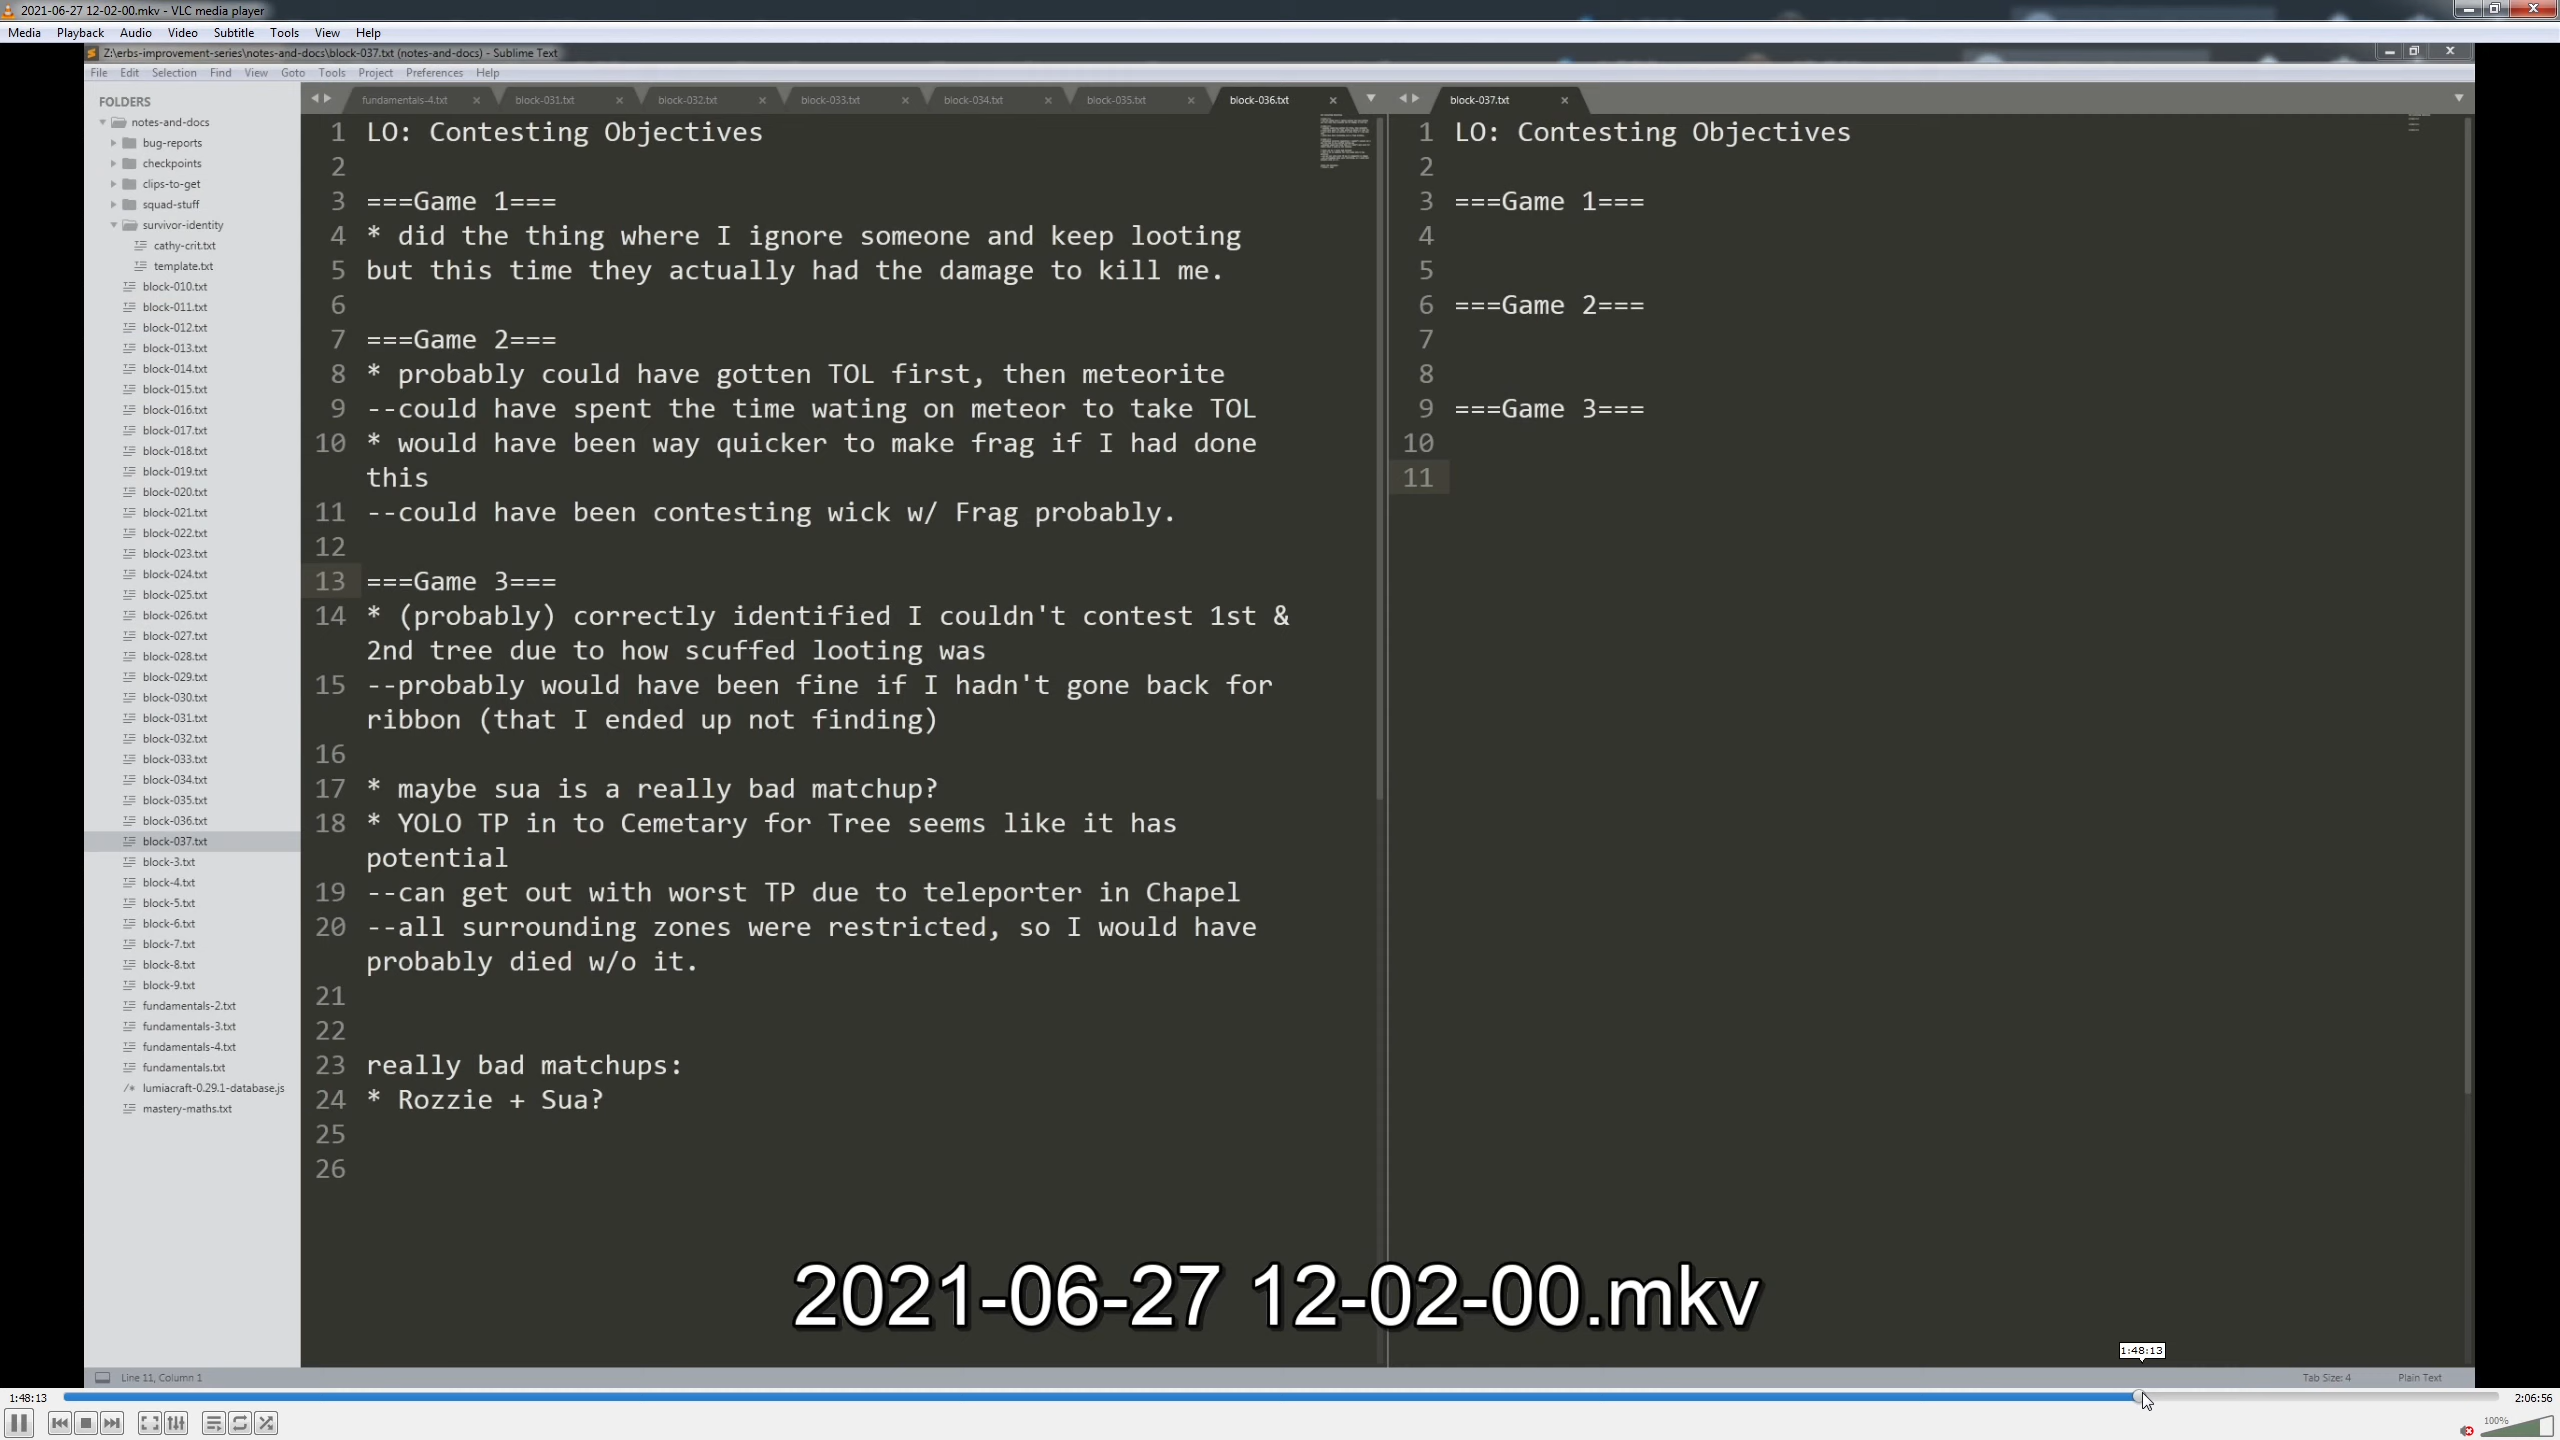 2021-06-27 12-02-00.mkv - VLC media player
Media Playback Audio Video Subtitle Tools View Help
Z:\erbs-improvement-series\notes-and-docs\block-037.txt (notes-and-docs) - Sublime Text
File Edit Selection Find View Goto Tools Project Preferences Help
FOLDERS
notes-and-docs
bug-reports
checkpoints
clips-to-get
squad-stuff
survivor-identity
cathy-crit.txt
template.txt
block-010.txt
block-011.txt
block-012.txt
block-013.txt
block-014.txt
block-015.txt
block-016.txt
block-017.txt
block-018.txt
block-019.txt
block-020.txt
block-021.txt
block-022.txt
block-023.txt
block-024.txt
block-025.txt
block-026.txt
block-027.txt
block-028.txt
block-029.txt
block-030.txt
block-031.txt
block-032.txt
block-033.txt
block-034.txt
block-035.txt
block-036.txt
block-037.txt
block-3.txt
block-4.txt
block-5.txt
block-6.txt
block-7.txt
block-8.txt
block-9.txt
fundamentals-2.txt
fundamentals-3.txt
fundamentals-4.txt
fundamentals.txt
/* lumiacraft-0.29.1-database.js
mastery-maths.txt
fundamentals-4.txt block-031.txt block-032.txt block-033.txt block-034.txt block-035.txt block-036.txt
1 LO: Contesting Objectives
2
3 ===Game 1===
4 * did the thing where I ignore someone and keep looting
5 but this time they actually had the damage to kill me.
6
7 ===Game 2===
8 * probably could have gotten TOL first, then meteorite
9 --could have spent the time wating on meteor to take TOL
10 * would have been way quicker to make frag if I had done
this
11 --could have been contesting wick w/ Frag probably.
12
13 ===Game 3===
14 * (probably) correctly identified I couldn't contest 1st &
2nd tree due to how scuffed looting was
15 --probably would have been fine if I hadn't gone back for
ribbon (that I ended up not finding)
16
17 * maybe sua is a really bad matchup?
18 * YOLO TP in to Cemetary for Tree seems like it has
potential
19 --can get out with worst TP due to teleporter in Chapel
20 --all surrounding zones were restricted, so I would have
probably died w/o it.
21
22
23 really bad matchups:
24 * Rozzie + Sua?
25
26
block-037.txt
1 LO: Contesting Objectives
2
3 ===Game 1===
4
5
6 ===Game 2===
7
8
9 ===Game 3===
10
11
2021-06-27 12-02-00.mkv
1:48:13
Line 11, Column 1 Tab Size: 4 Plain Text
1:48:13 2:06:56
100%